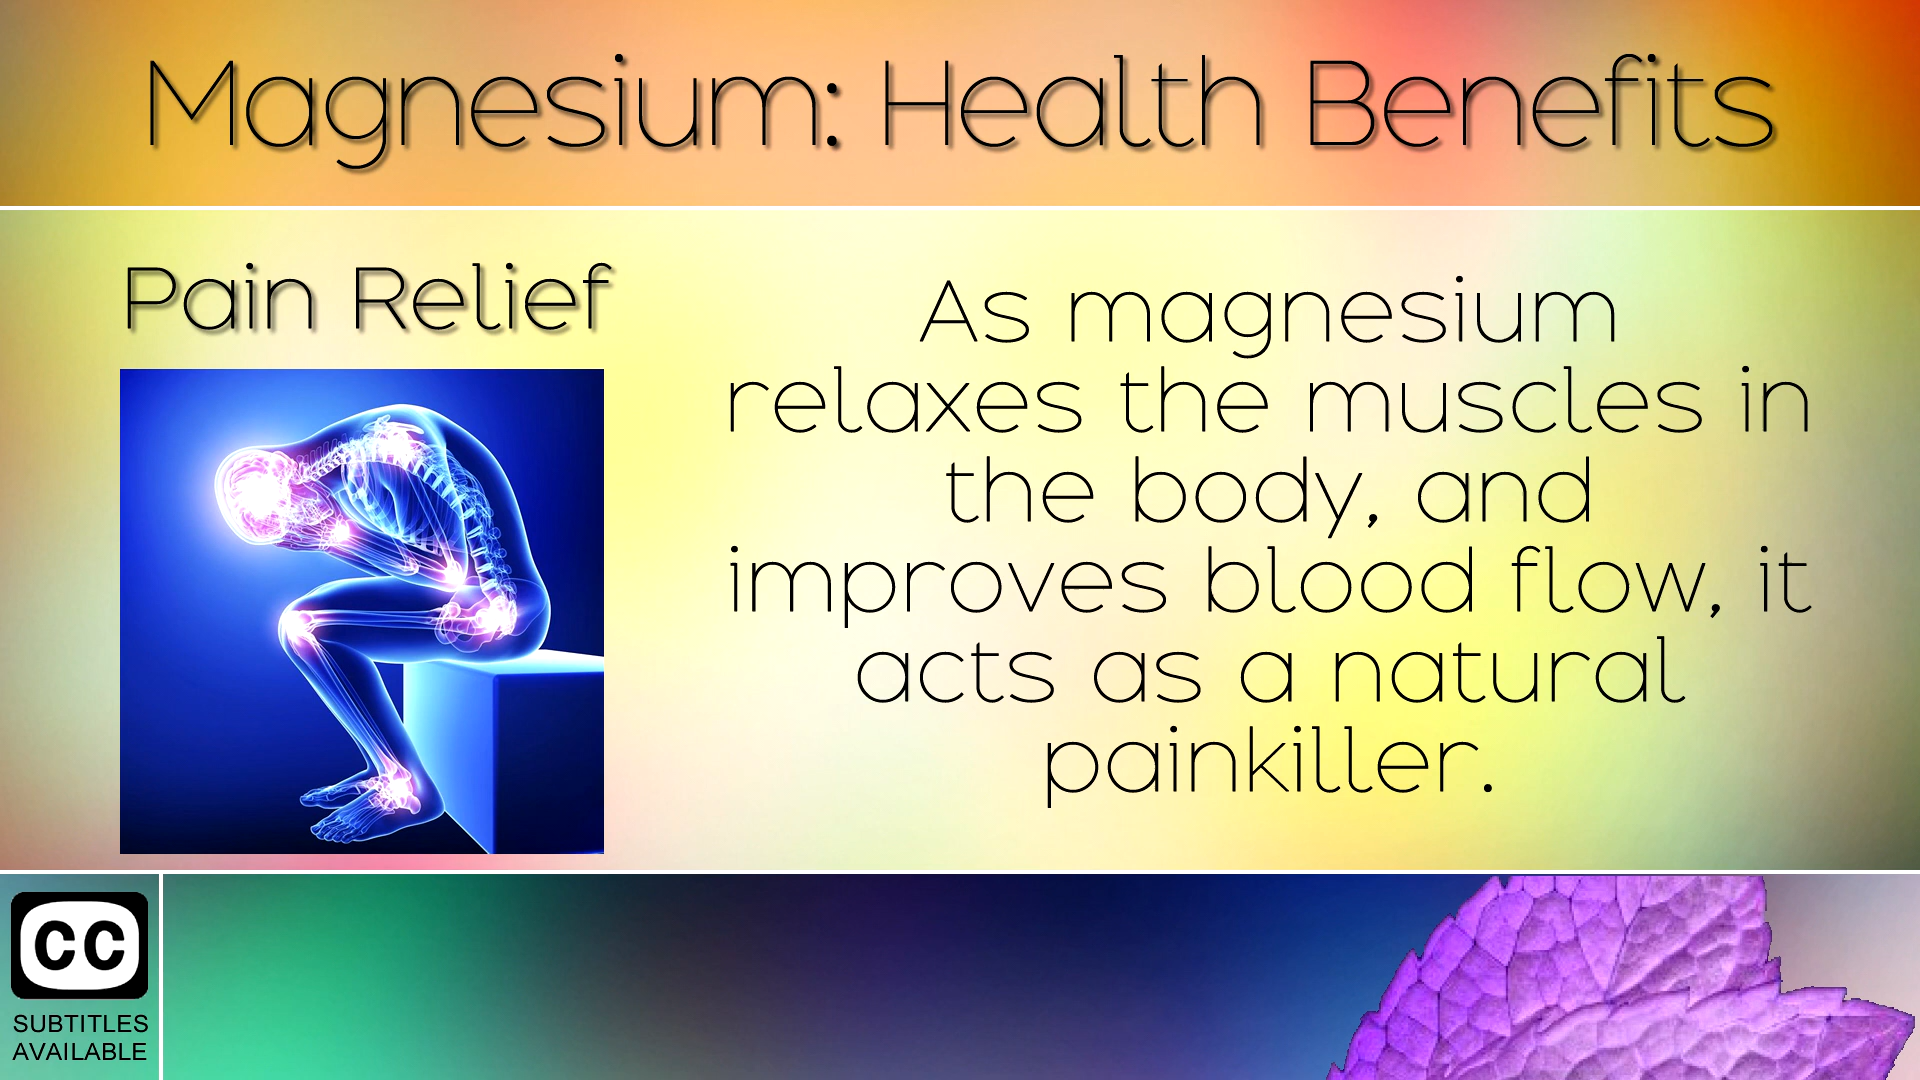 Magnesium: Health Benefits
Pain Relief
As magnesium
relaxes the muscles in
the body, and
improves blood flow, it
acts as a natural
painkiller.
CC
SUBTITLES
AVAILABLE